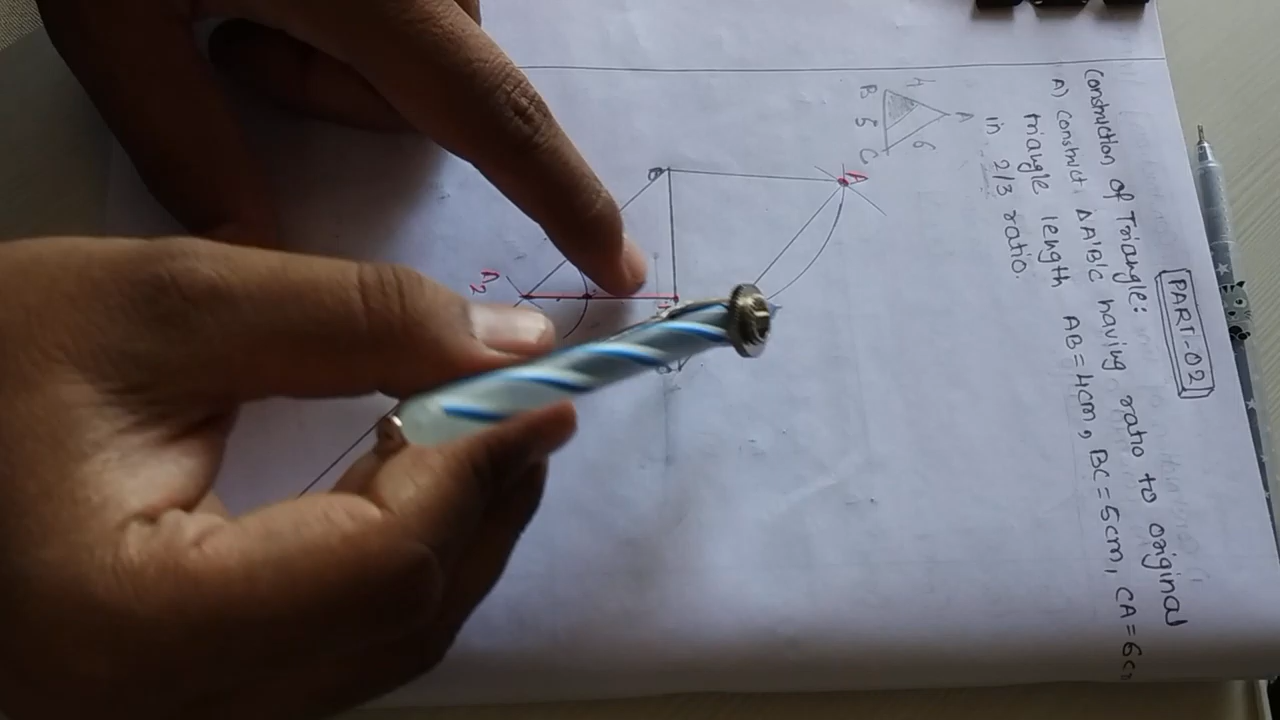 PART-02
Construction of Triangle:
A) Construct ΔA'B'C having ratio to original
triangle length AB=4cm, BC=5cm, CA=6c
in 2/3 ratio.
A
4 6
B 5 C
A
B
A2